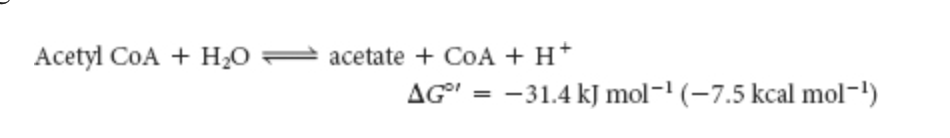 Acetyl CoA + H₂O ⇌ acetate + CoA + H⁺
ΔG°′ = −31.4 kJ mol⁻¹ (−7.5 kcal mol⁻¹)